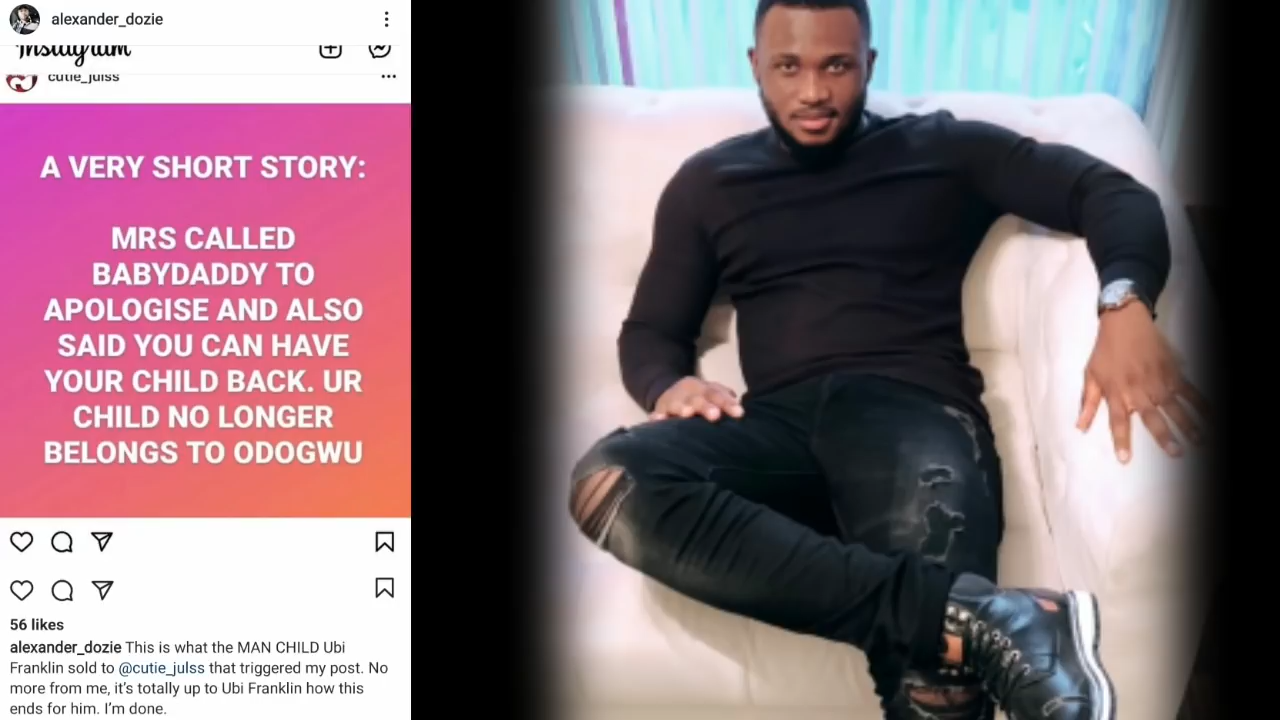 alexander_dozie
Instagram
cutie_julss
A VERY SHORT STORY:
MRS CALLED
BABYDADDY TO
APOLOGISE AND ALSO
SAID YOU CAN HAVE
YOUR CHILD BACK. UR
CHILD NO LONGER
BELONGS TO ODOGWU
56 likes
alexander_dozie This is what the MAN CHILD Ubi
Franklin sold to @cutie_julss that triggered my post. No
more from me, it's totally up to Ubi Franklin how this
ends for him. I'm done.